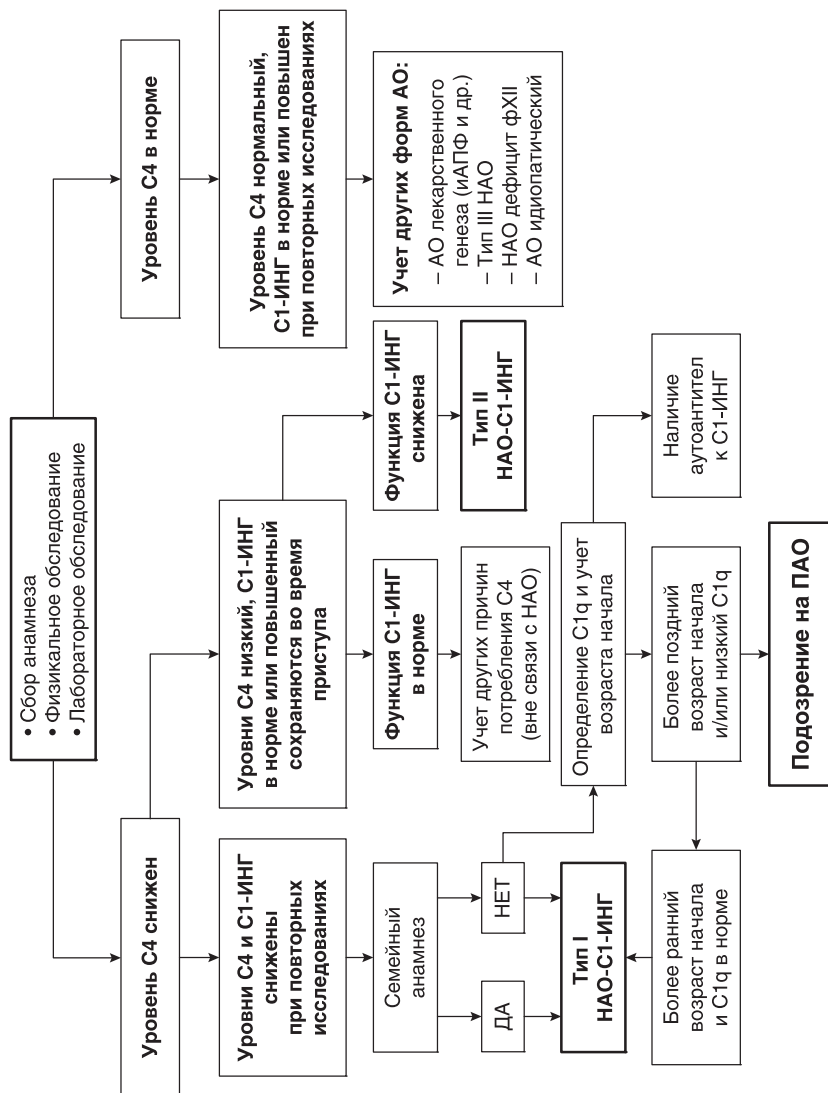 • Сбор анамнеза
• Физикальное обследование
• Лабораторное обследование
Уровень С4 снижен
Уровень С4 в норме
Уровни С4 и С1-ИНГ
снижены
при повторных
исследованиях
Уровни С4 низкий, С1-ИНГ
в норме или повышенный
сохраняются во время
приступа
Уровень С4 нормальный,
С1-ИНГ в норме или повышен
при повторных исследованиях
Семейный
анамнез
Функция С1-ИНГ
в норме
Функция С1-ИНГ
снижена
Учет других форм АО:
– АО лекарственного
генеза (иАПФ и др.)
– Тип III НАО
– НАО дефицит фXII
– АО идиопатический
ДА
НЕТ
Учет других причин
потребления С4
(вне связи с НАО)
Тип II
НАО-С1-ИНГ
Тип I
НАО-С1-ИНГ
Определение C1q и учет
возраста начала
Более ранний
возраст начала
и C1q в норме
Более поздний
возраст начала
и/или низкий C1q
Наличие
аутоантител
к С1-ИНГ
Подозрение на ПАО